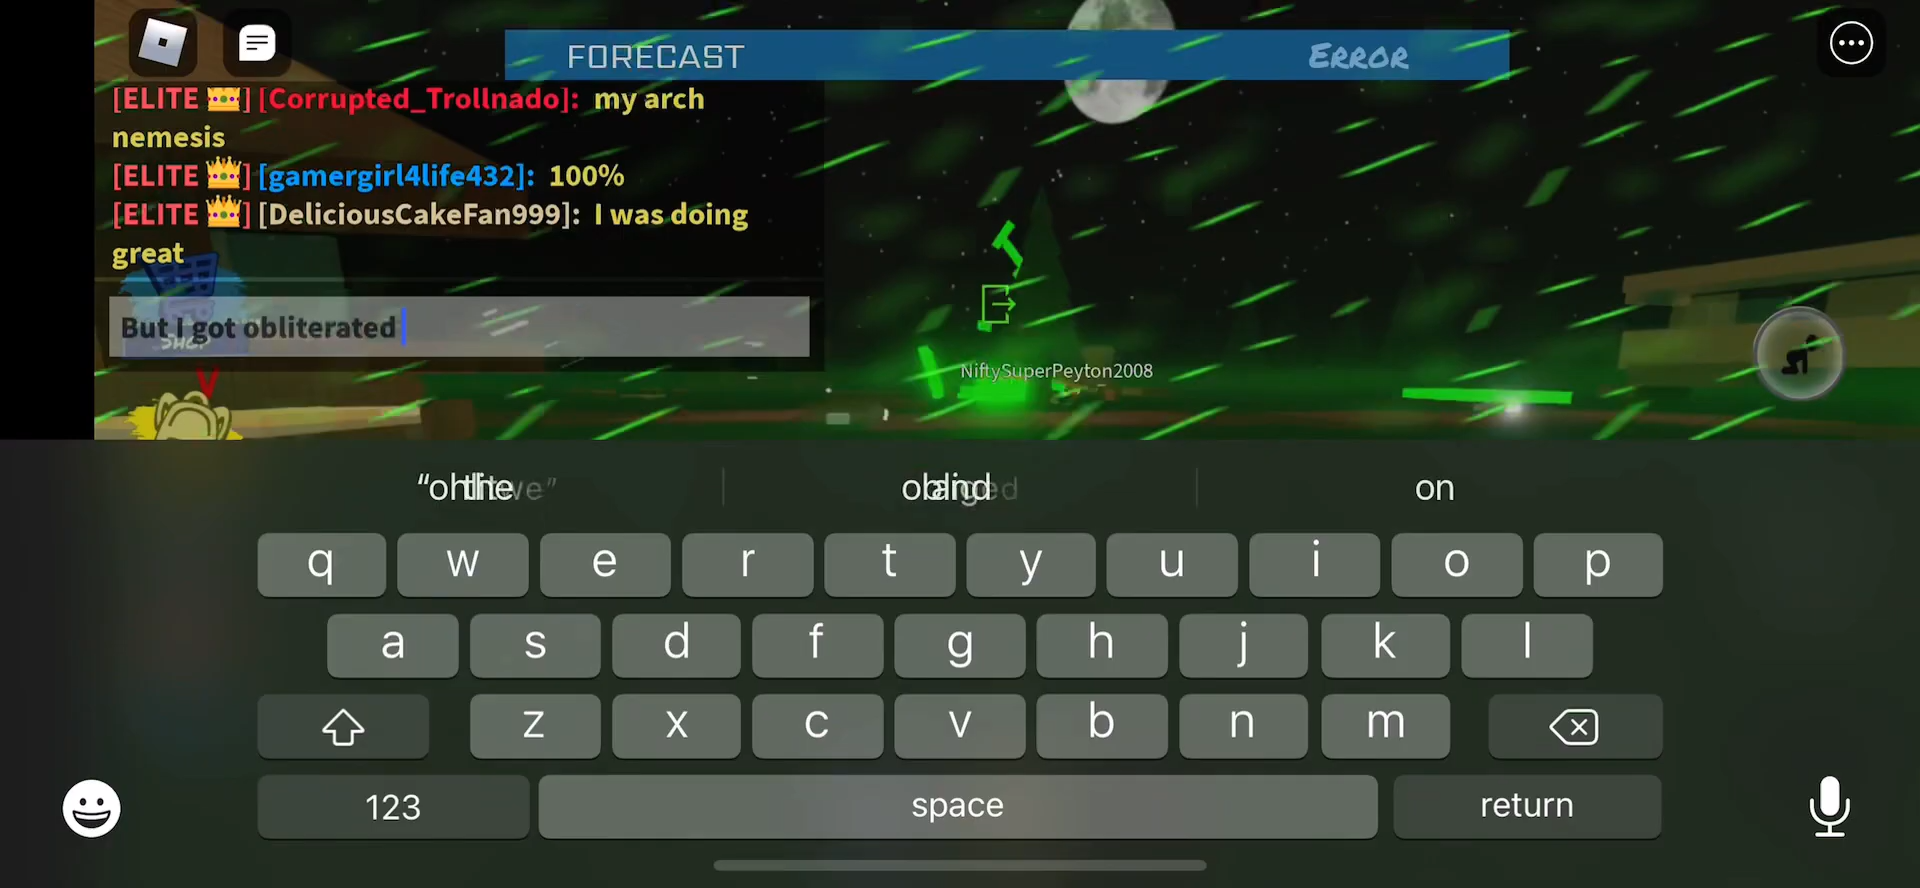 FORECAST ERROR
[ELITE 👑] [Corrupted_Trollnado]: my arch
nemesis
[ELITE 👑] [gamergirl4life432]: 100%
[ELITE 👑] [DeliciousCakeFan999]: I was doing
great
But I got obliterated
SHOP
NiftySuperPeyton2008
on
q w e r t y u i o p
a s d f g h j k l
z x c v b n m
123 space return